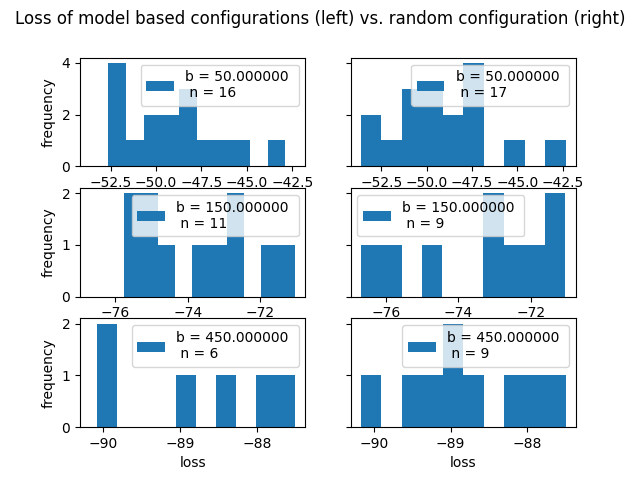 Loss of model based configurations (left) vs. random configuration (right)
frequency
4
2
0
b = 50.000000
n = 16
b = 50.000000
n = 17
−52.5 −50.0 −47.5 −45.0 −42.5
−52.5 −50.0 −47.5 −45.0 −42.5
frequency
2
1
0
b = 150.000000
n = 11
b = 150.000000
n = 9
−76 −74 −72
−76 −74 −72
frequency
2
1
0
b = 450.000000
n = 6
b = 450.000000
n = 9
−90 −89 −88
−90 −89 −88
loss
loss